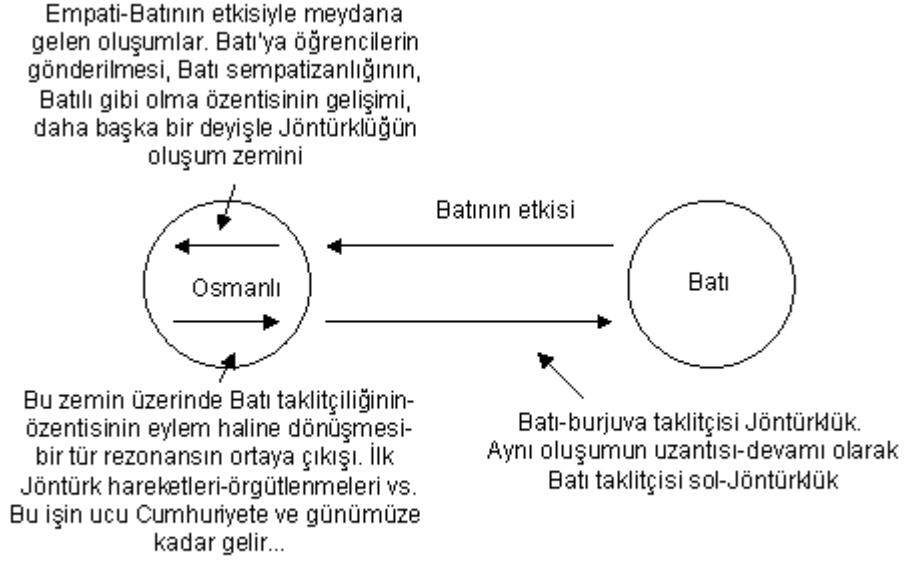 Empati-Batının etkisiyle meydana
gelen oluşumlar. Batı'ya öğrencilerin
gönderilmesi, Batı sempatizanlığının,
Batılı gibi olma özentisinin gelişimi,
daha başka bir deyişle Jöntürklüğün
oluşum zemini
Batının etkisi
Osmanlı
Batı
Bu zemin üzerinde Batı taklitçiliğinin-
özentisinin eylem haline dönüşmesi-
bir tür rezonansın ortaya çıkışı. İlk
Jöntürk hareketleri-örgütlenmeleri vs.
Bu işin ucu Cumhuriyete ve günümüze
kadar gelir...
Batı-burjuva taklitçisi Jöntürklük.
Aynı oluşumun uzantısı-devamı olarak
Batı taklitçisi sol-Jöntürklük